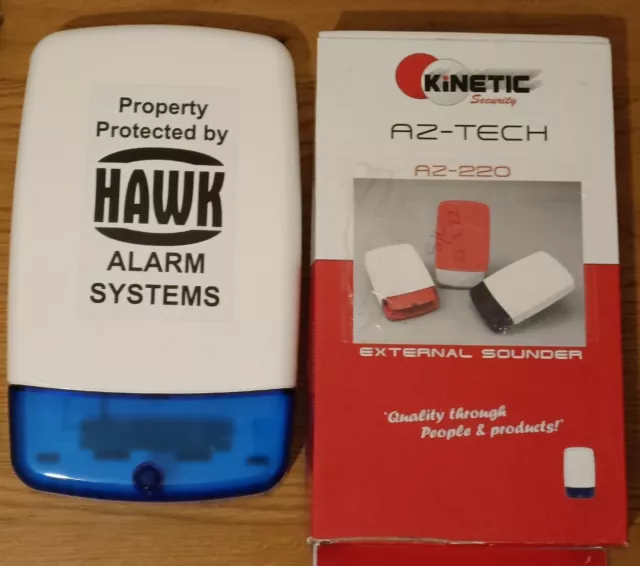 Property
Protected by
HAWK
ALARM
SYSTEMS
KiNETIC
Security
AZ-TECH
AZ-220
EXTERNAL SOUNDER
"Quality through
People & products!"